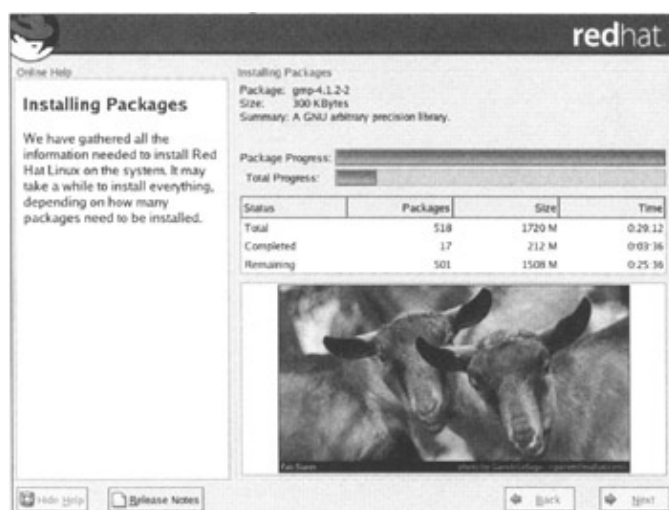 redhat
Online Help
Installing Packages
We have gathered all the
information needed to install Red
Hat Linux on the system. It may
take a while to install everything,
depending on how many
packages need to be installed.
Installing Packages
Package: gmp-4.1.2-2
Size: 300 KBytes
Summary: A GNU arbitrary precision library.
Package Progress:
Total Progress:
Status Packages Size Time
Total 518 1720 M 0:29:12
Completed 17 212 M 0:03:36
Remaining 501 1508 M 0:25:36
Hide Help
Release Notes
Back
Next